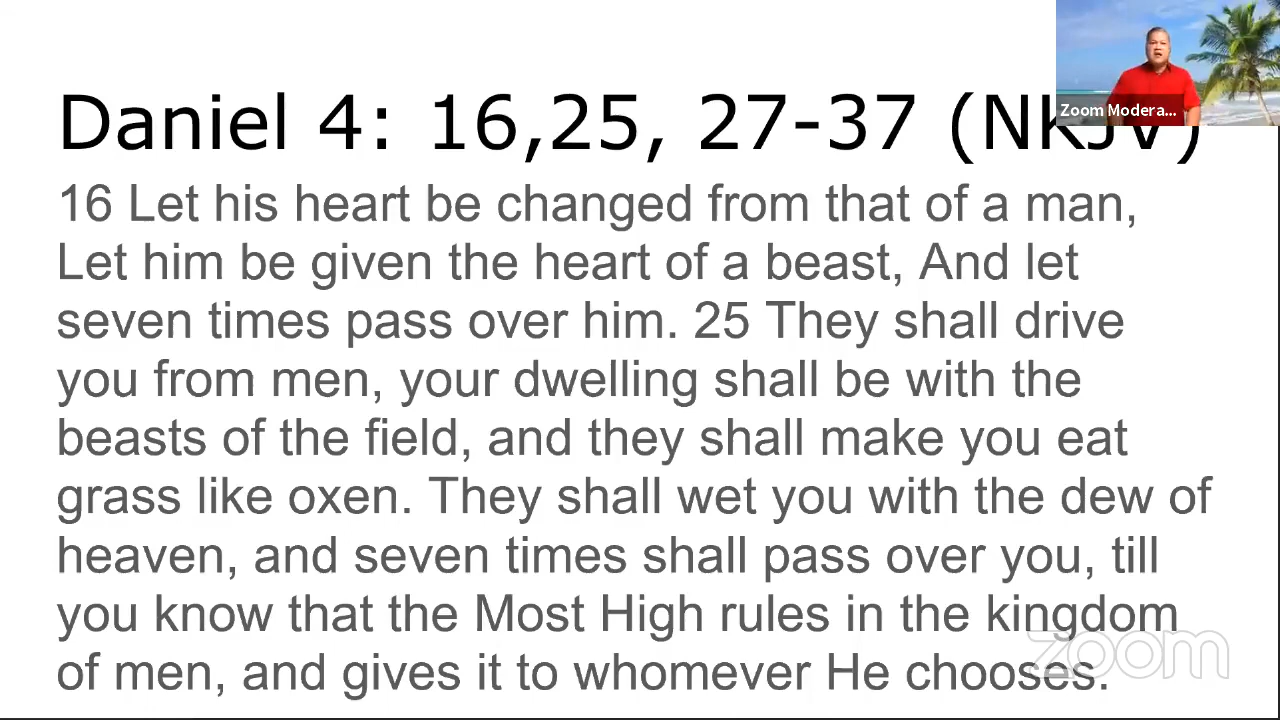 Daniel 4: 16,25, 27-37 (NKJV)
Zoom Modera...
16 Let his heart be changed from that of a man,
Let him be given the heart of a beast, And let
seven times pass over him. 25 They shall drive
you from men, your dwelling shall be with the
beasts of the field, and they shall make you eat
grass like oxen. They shall wet you with the dew of
heaven, and seven times shall pass over you, till
you know that the Most High rules in the kingdom
of men, and gives it to whomever He chooses.
zoom